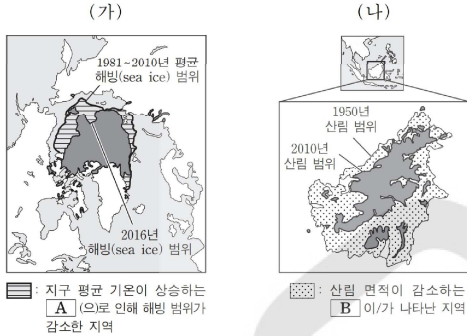 (가)
1981~2010년 평균
해빙(sea ice) 범위
2016년
해빙(sea ice) 범위
: 지구 평균 기온이 상승하는
A (으)로 인해 해빙 범위가
감소한 지역
(나)
1950년
산림 범위
2010년
산림 범위
: 산림 면적이 감소하는
B 이/가 나타난 지역